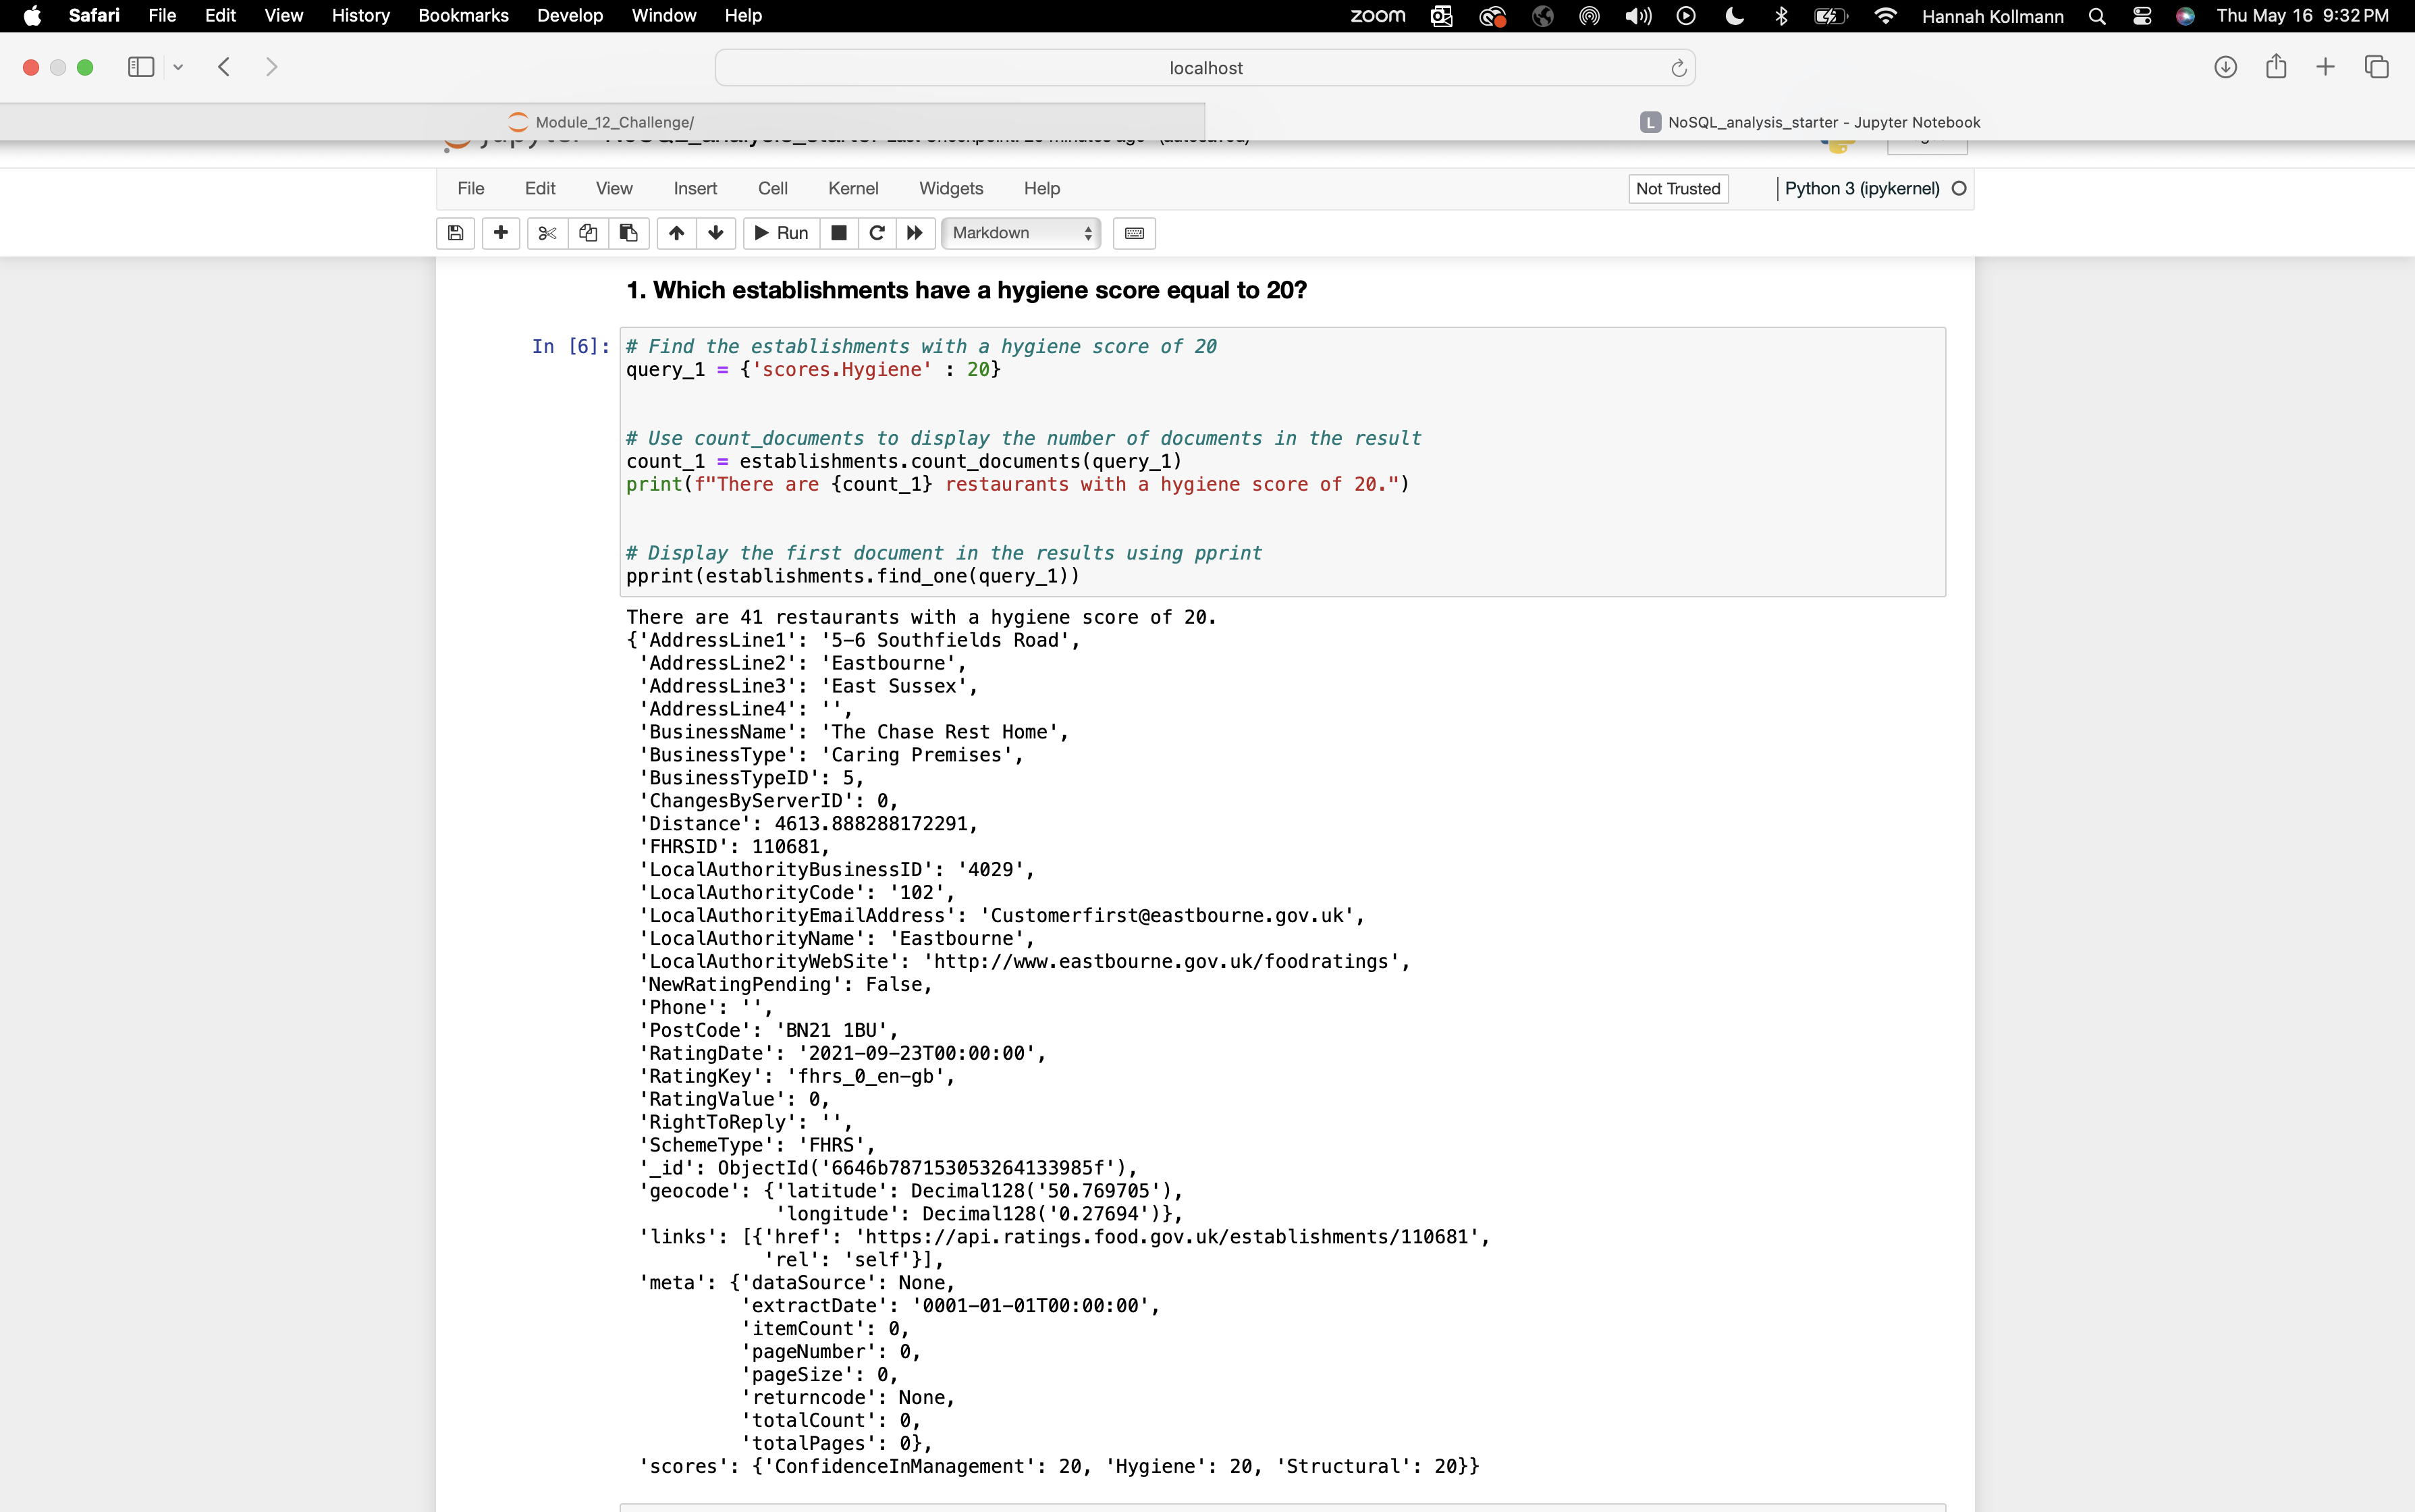 Safari File Edit View History Bookmarks Develop Window Help zoom Hannah Kollmann Thu May 16 9:32 PM
localhost
Module_12_Challenge/ L NoSQL_analysis_starter - Jupyter Notebook
File Edit View Insert Cell Kernel Widgets Help Not Trusted Python 3 (ipykernel)
Run Markdown
1. Which establishments have a hygiene score equal to 20?
In [6]: # Find the establishments with a hygiene score of 20
query_1 = {'scores.Hygiene' : 20}
# Use count_documents to display the number of documents in the result
count_1 = establishments.count_documents(query_1)
print(f"There are {count_1} restaurants with a hygiene score of 20.")
# Display the first document in the results using pprint
pprint(establishments.find_one(query_1))
There are 41 restaurants with a hygiene score of 20.
{'AddressLine1': '5-6 Southfields Road',
'AddressLine2': 'Eastbourne',
'AddressLine3': 'East Sussex',
'AddressLine4': '',
'BusinessName': 'The Chase Rest Home',
'BusinessType': 'Caring Premises',
'BusinessTypeID': 5,
'ChangesByServerID': 0,
'Distance': 4613.888288172291,
'FHRSID': 110681,
'LocalAuthorityBusinessID': '4029',
'LocalAuthorityCode': '102',
'LocalAuthorityEmailAddress': 'Customerfirst@eastbourne.gov.uk',
'LocalAuthorityName': 'Eastbourne',
'LocalAuthorityWebSite': 'http://www.eastbourne.gov.uk/foodratings',
'NewRatingPending': False,
'Phone': '',
'PostCode': 'BN21 1BU',
'RatingDate': '2021-09-23T00:00:00',
'RatingKey': 'fhrs_0_en-gb',
'RatingValue': 0,
'RightToReply': '',
'SchemeType': 'FHRS',
'_id': ObjectId('6646b787153053264133985f'),
'geocode': {'latitude': Decimal128('50.769705'),
'longitude': Decimal128('0.27694')},
'links': [{'href': 'https://api.ratings.food.gov.uk/establishments/110681',
'rel': 'self'}],
'meta': {'dataSource': None,
'extractDate': '0001-01-01T00:00:00',
'itemCount': 0,
'pageNumber': 0,
'pageSize': 0,
'returncode': None,
'totalCount': 0,
'totalPages': 0},
'scores': {'ConfidenceInManagement': 20, 'Hygiene': 20, 'Structural': 20}}